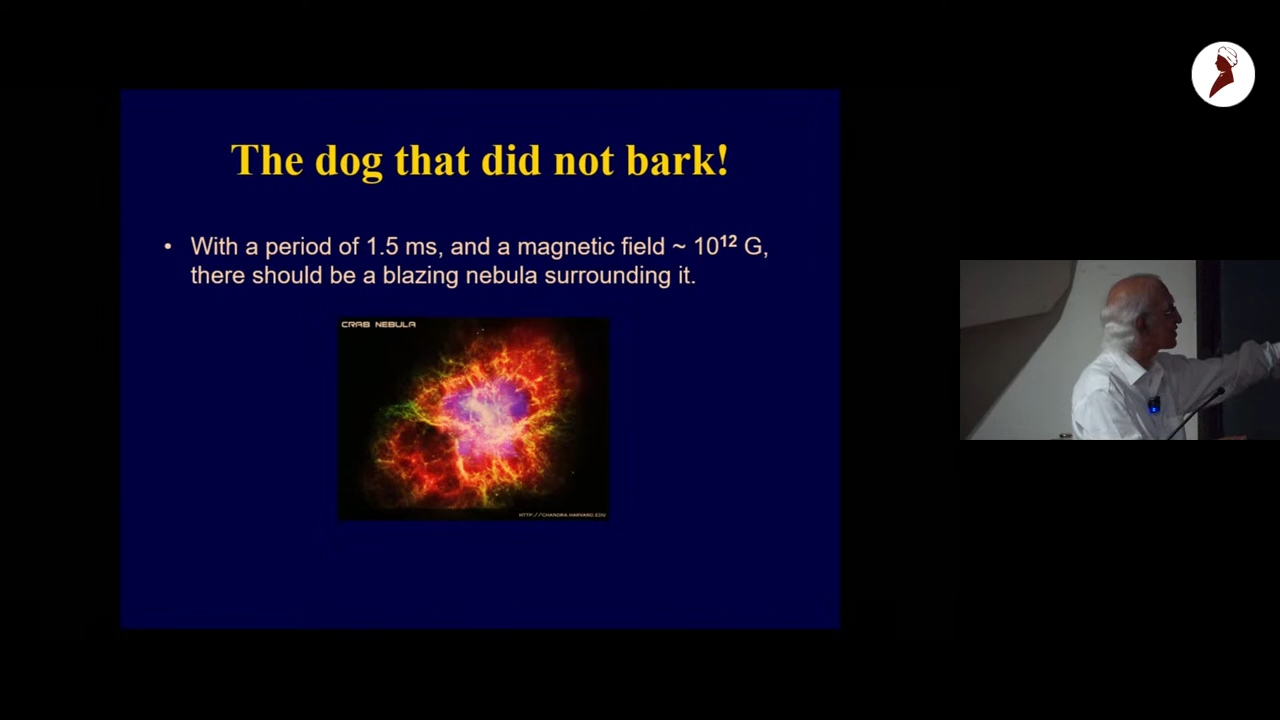 The dog that did not bark!
• With a period of 1.5 ms, and a magnetic field ~ 10¹² G,
there should be a blazing nebula surrounding it.
CRAB NEBULA
HTTP://CHANDRA.HARVARD.EDU